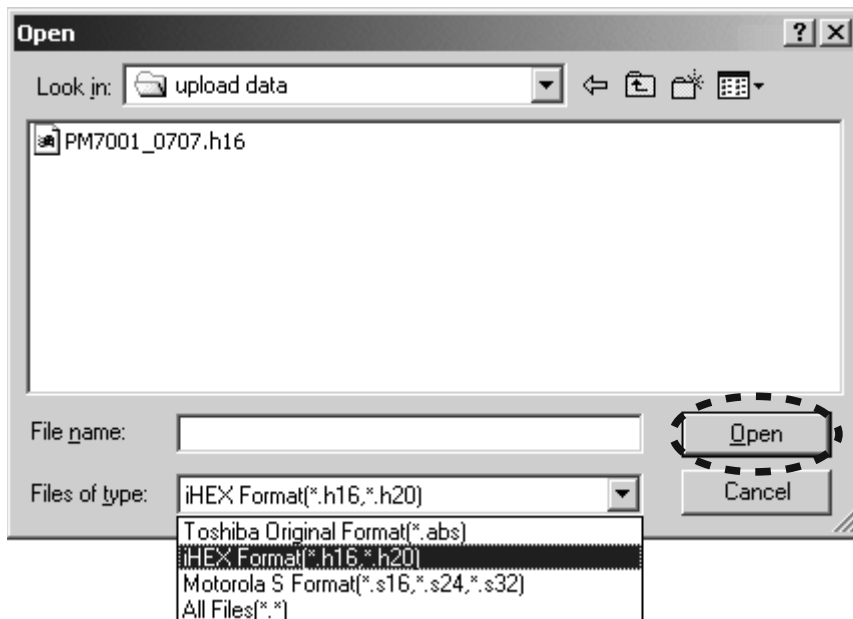 Open
Look in: upload data
PM7001_0707.h16
File name:
Open
Files of type: iHEX Format(*.h16,*.h20)
Cancel
Toshiba Original Format(*.abs)
iHEX Format(*.h16,*.h20)
Motorola S Format(*.s16,*.s24,*.s32)
All Files(*.*)